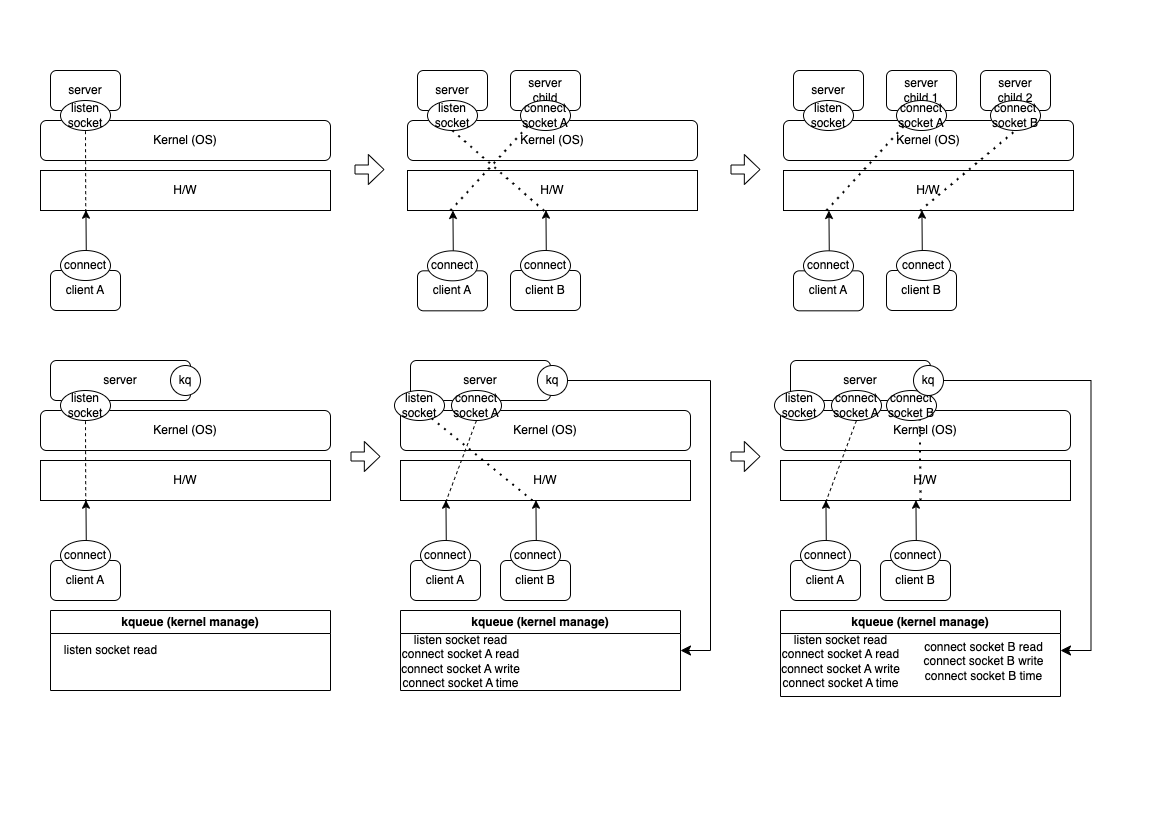 server
listen
socket
Kernel (OS)
H/W
connect
client A
server
server
child
listen
socket
connect
socket A
Kernel (OS)
H/W
connect
client A
connect
client B
server
server
child 1
server
child 2
listen
socket
connect
socket A
connect
socket B
Kernel (OS)
H/W
connect
client A
connect
client B
server
kq
listen
socket
Kernel (OS)
H/W
connect
client A
kqueue (kernel manage)
listen socket read
server
kq
listen
socket
connect
socket A
Kernel (OS)
H/W
connect
client A
connect
client B
kqueue (kernel manage)
listen socket read
connect socket A read
connect socket A write
connect socket A time
server
kq
listen
socket
connect
socket A
connect
socket B
Kernel (OS)
H/W
connect
client A
connect
client B
kqueue (kernel manage)
listen socket read
connect socket A read
connect socket A write
connect socket A time
connect socket B read
connect socket B write
connect socket B time